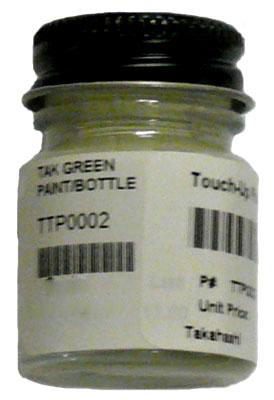 TAK GREEN
PAINT/BOTTLE
TTP0002
Touch-Up
P#
Unit Price
Takahashi